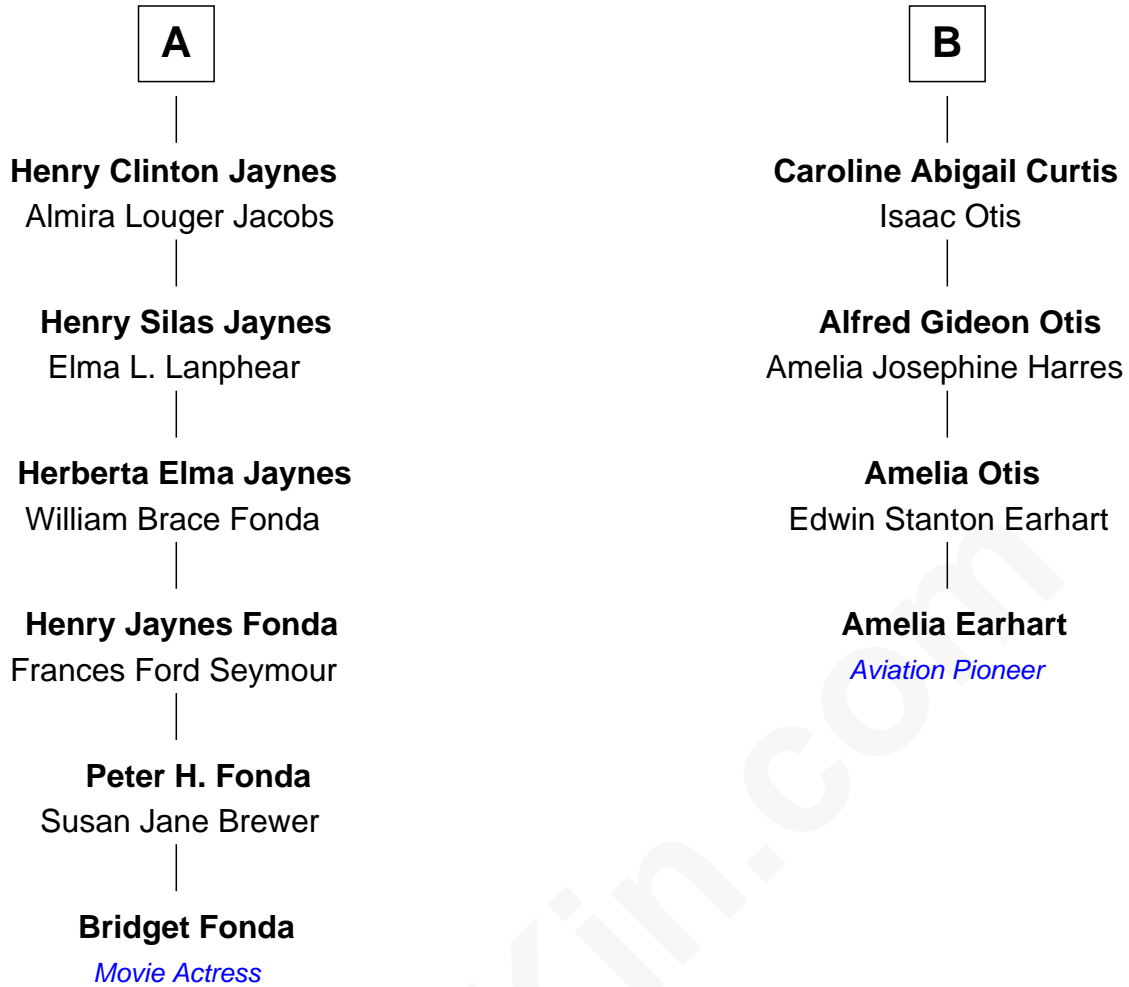 A
Henry Clinton Jaynes
Almira Louger Jacobs
Henry Silas Jaynes
Elma L. Lanphear
Herberta Elma Jaynes
William Brace Fonda
Henry Jaynes Fonda
Frances Ford Seymour
Peter H. Fonda
Susan Jane Brewer
Bridget Fonda
Movie Actress
B
Caroline Abigail Curtis
Isaac Otis
Alfred Gideon Otis
Amelia Josephine Harres
Amelia Otis
Edwin Stanton Earhart
Amelia Earhart
Aviation Pioneer
Kin.com